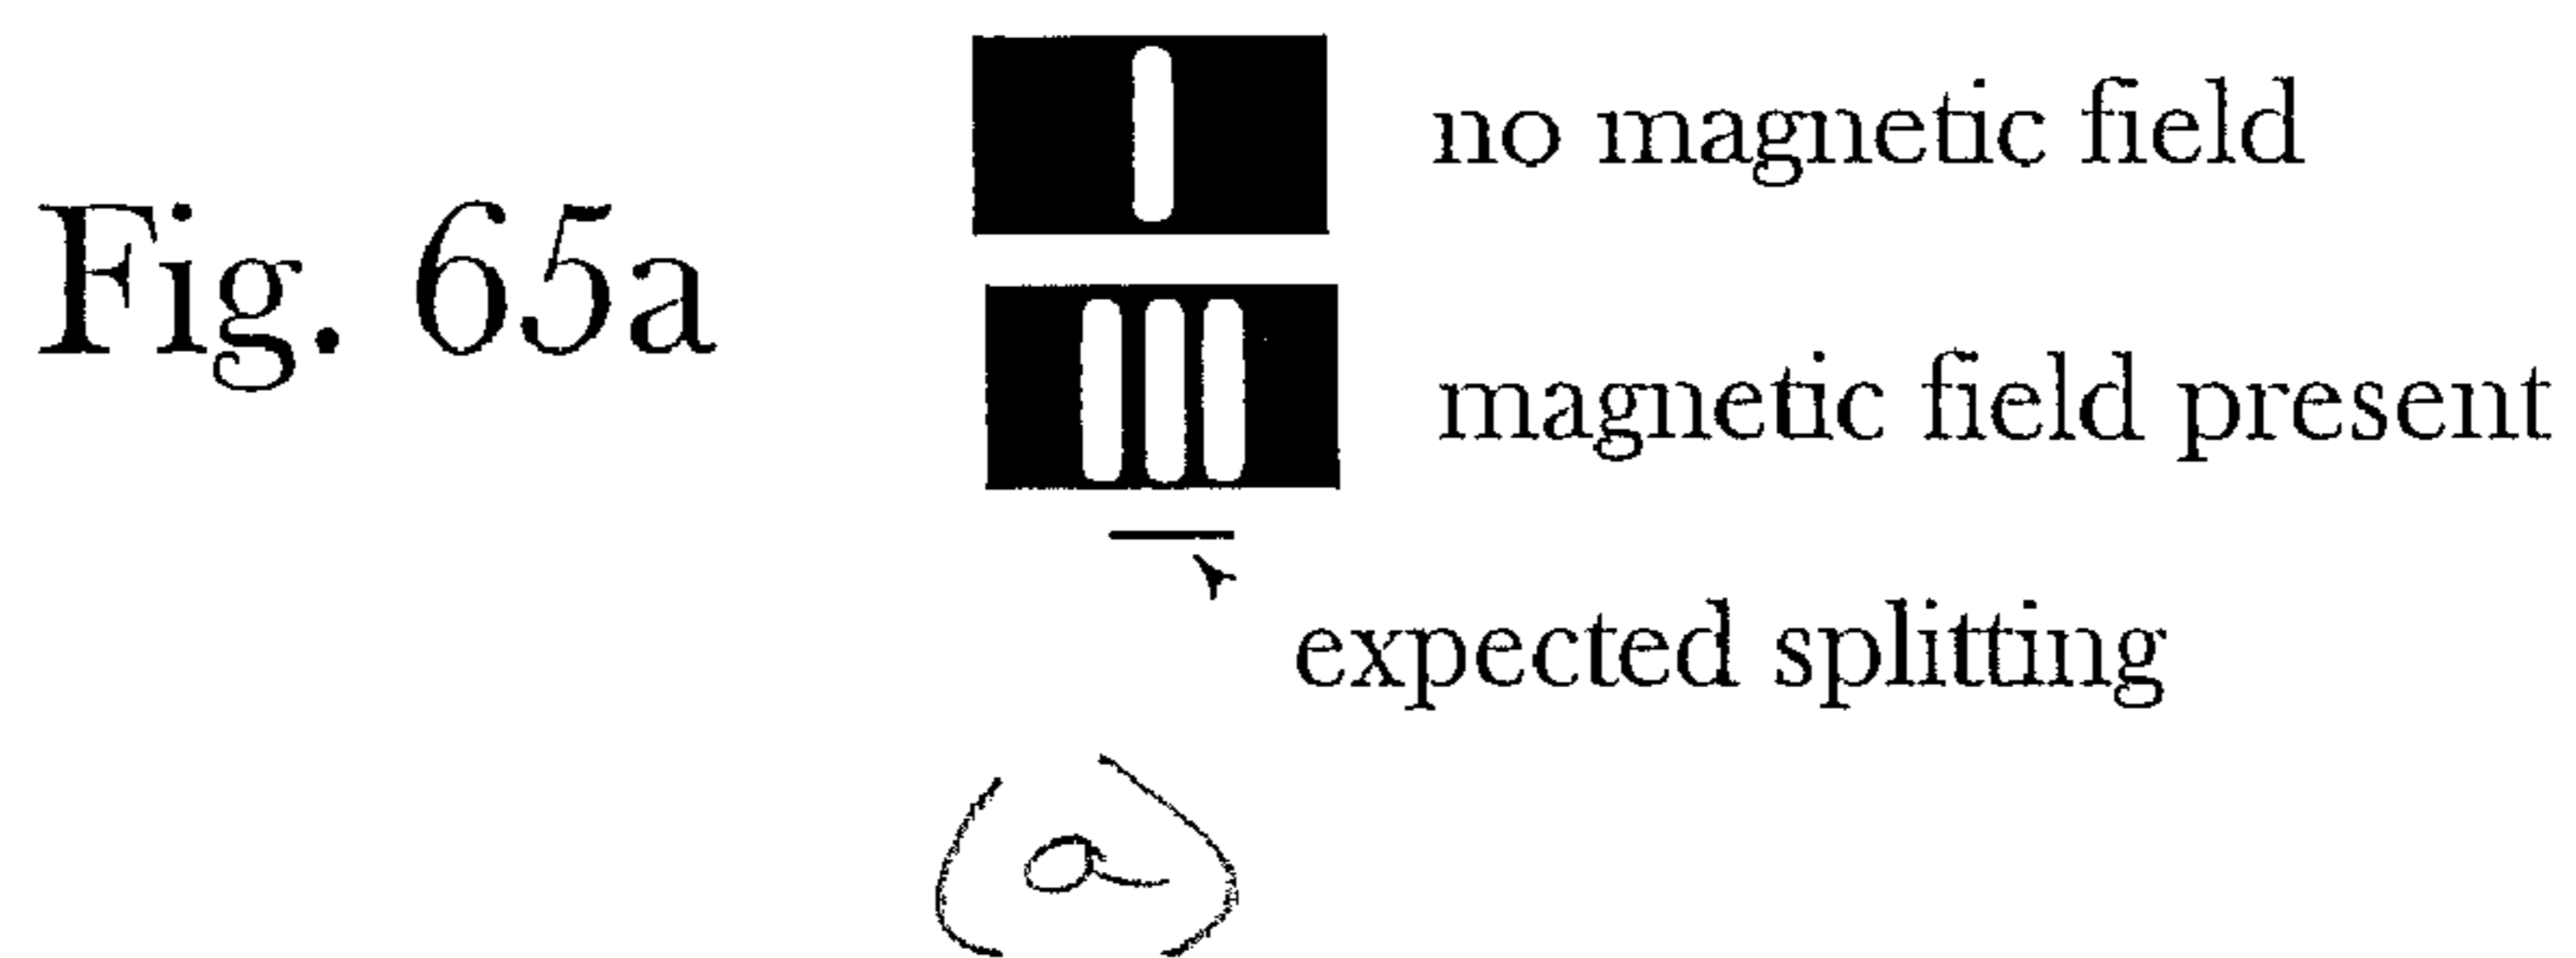 no magnetic field
Fig. 65a
magnetic field present
expected splitting
(a)